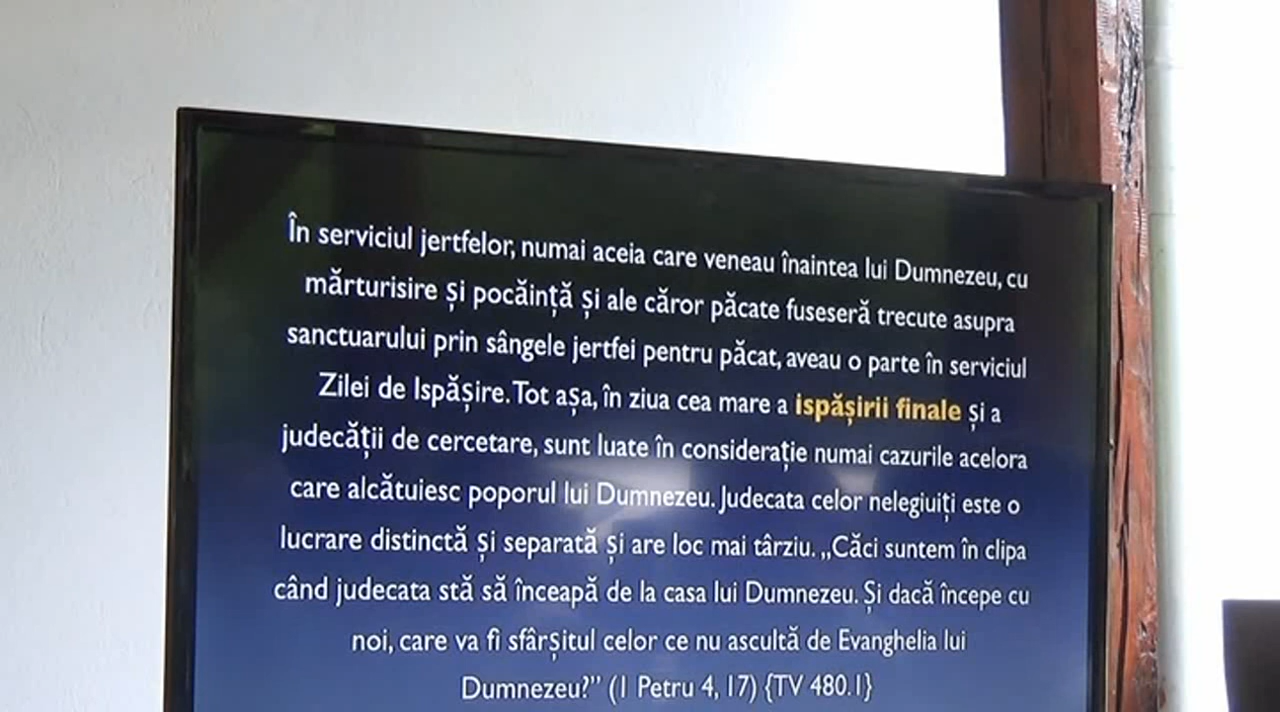 În serviciul jertfelor, numai aceia care veneau înaintea lui Dumnezeu, cu
mărturisire și pocăință și ale căror păcate fuseseră trecute asupra
sanctuarului prin sângele jertfei pentru păcat, aveau o parte în serviciul
Zilei de Ispășire. Tot așa, în ziua cea mare a ispășirii finale și a
judecății de cercetare, sunt luate în considerație numai cazurile acelora
care alcătuiesc poporul lui Dumnezeu. Judecata celor nelegiuiți este o
lucrare distinctă și separată și are loc mai târziu. „Căci suntem în clipa
când judecata stă să înceapă de la casa lui Dumnezeu. Și dacă începe cu
noi, care va fi sfârșitul celor ce nu ascultă de Evanghelia lui
Dumnezeu?” (1 Petru 4, 17) {TV 480.1}